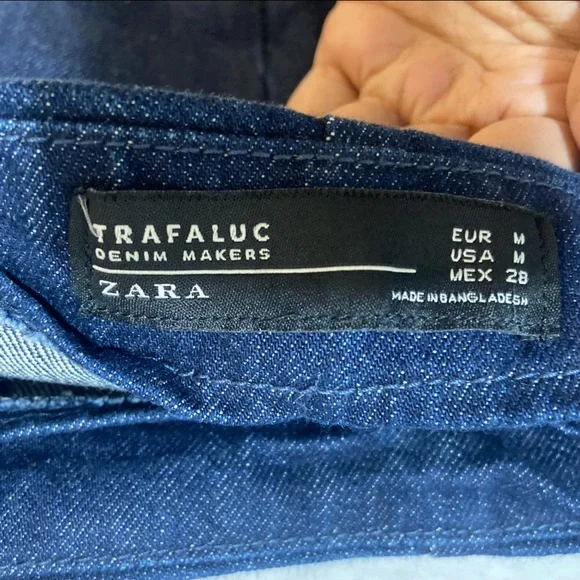 TRAFALUC
DENIM MAKERS
ZARA
EUR M
USA M
MEX 28
MADE IN BANGLADESH